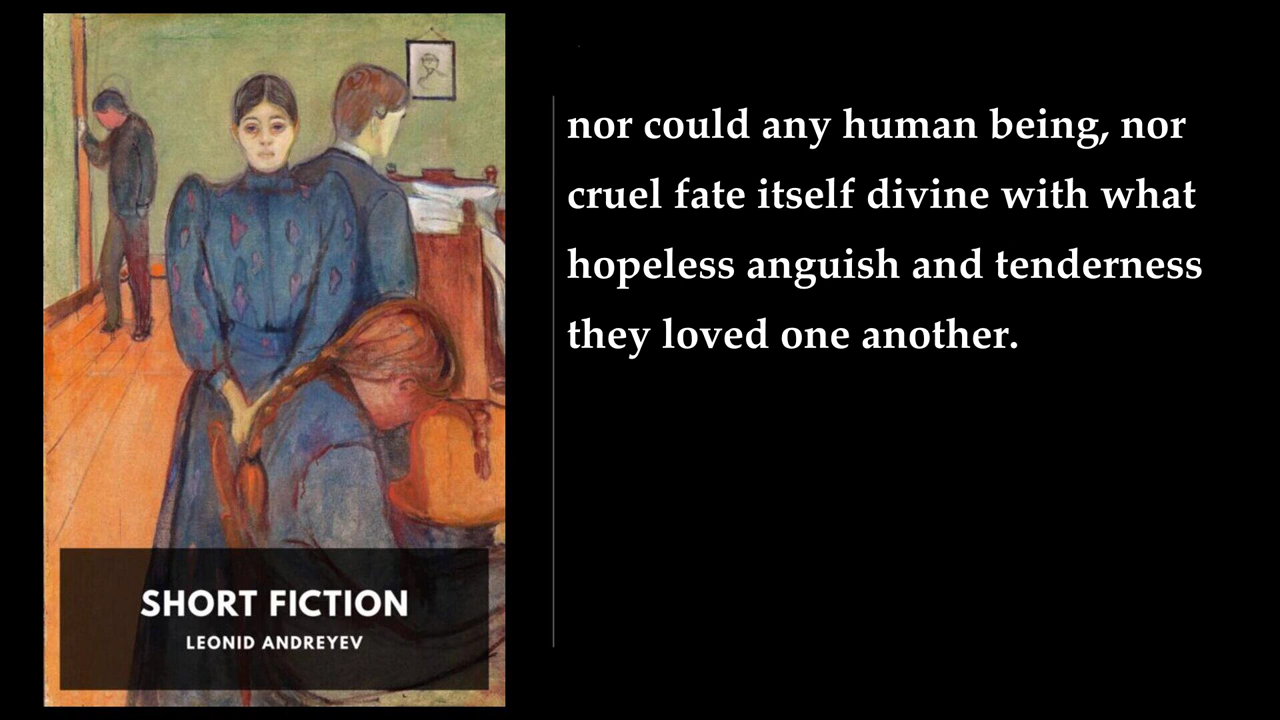 SHORT FICTION
LEONID ANDREYEV
nor could any human being, nor
cruel fate itself divine with what
hopeless anguish and tenderness
they loved one another.